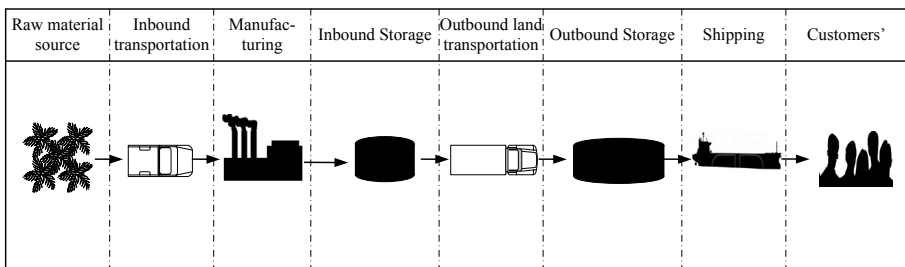 Raw material
source
Inbound
transportation
Manufac-
turing
Inbound Storage
Outbound land
transportation
Outbound Storage
Shipping
Customers’